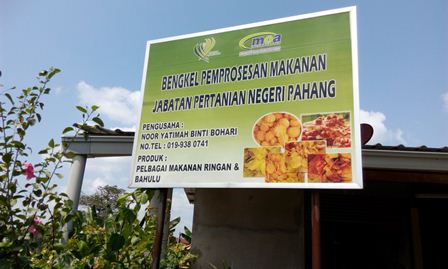 BENGKEL PEMPROSESAN MAKANAN
JABATAN PERTANIAN NEGERI PAHANG
PENGUSAHA :
NOOR YATIMAH BINTI BOHARI
NO.TEL : 019-938 0741
PRODUK :
PELBAGAI MAKANAN RINGAN &
BAHULU